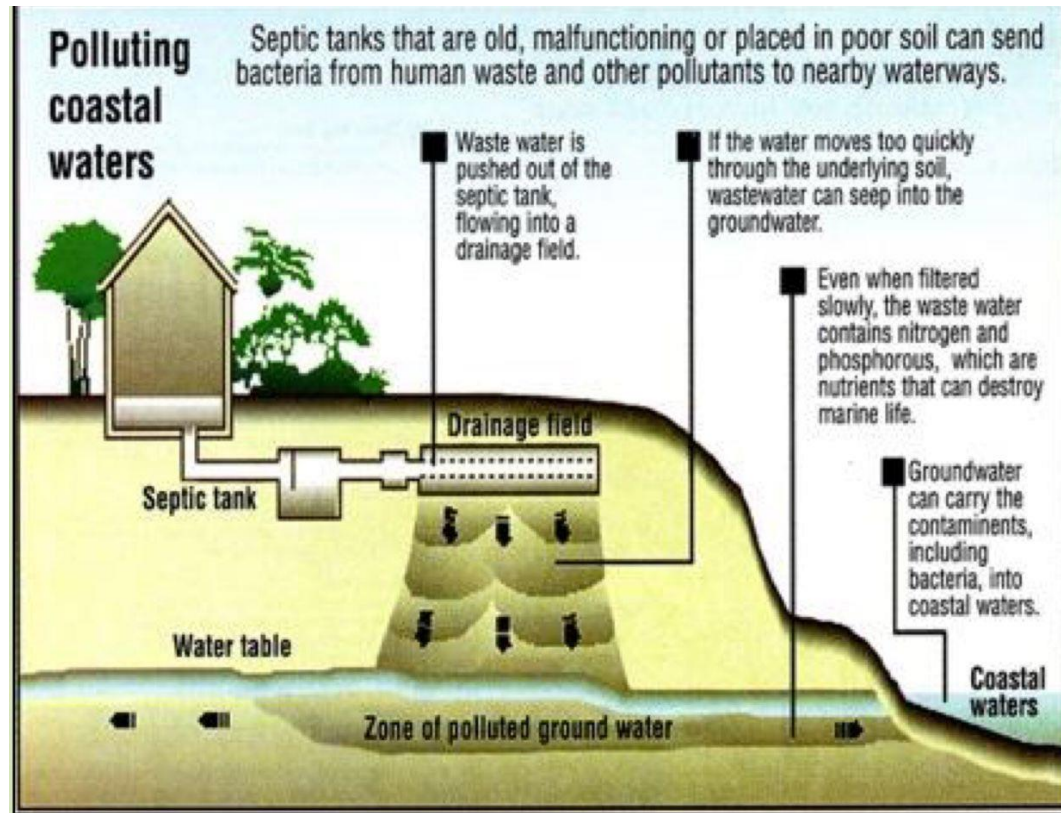 Polluting
coastal
waters
Septic tanks that are old, malfunctioning or placed in poor soil can send
bacteria from human waste and other pollutants to nearby waterways.
Waste water is
pushed out of the
septic tank,
flowing into a
drainage field.
If the water moves too quickly
through the underlying soil,
wastewater can seep into the
groundwater.
Even when filtered
slowly, the waste water
contains nitrogen and
phosphorous, which are
nutrients that can destroy
marine life.
Groundwater
can carry the
contaminents,
including
bacteria, into
coastal waters.
Drainage field
Septic tank
Water table
Zone of polluted ground water
Coastal
waters